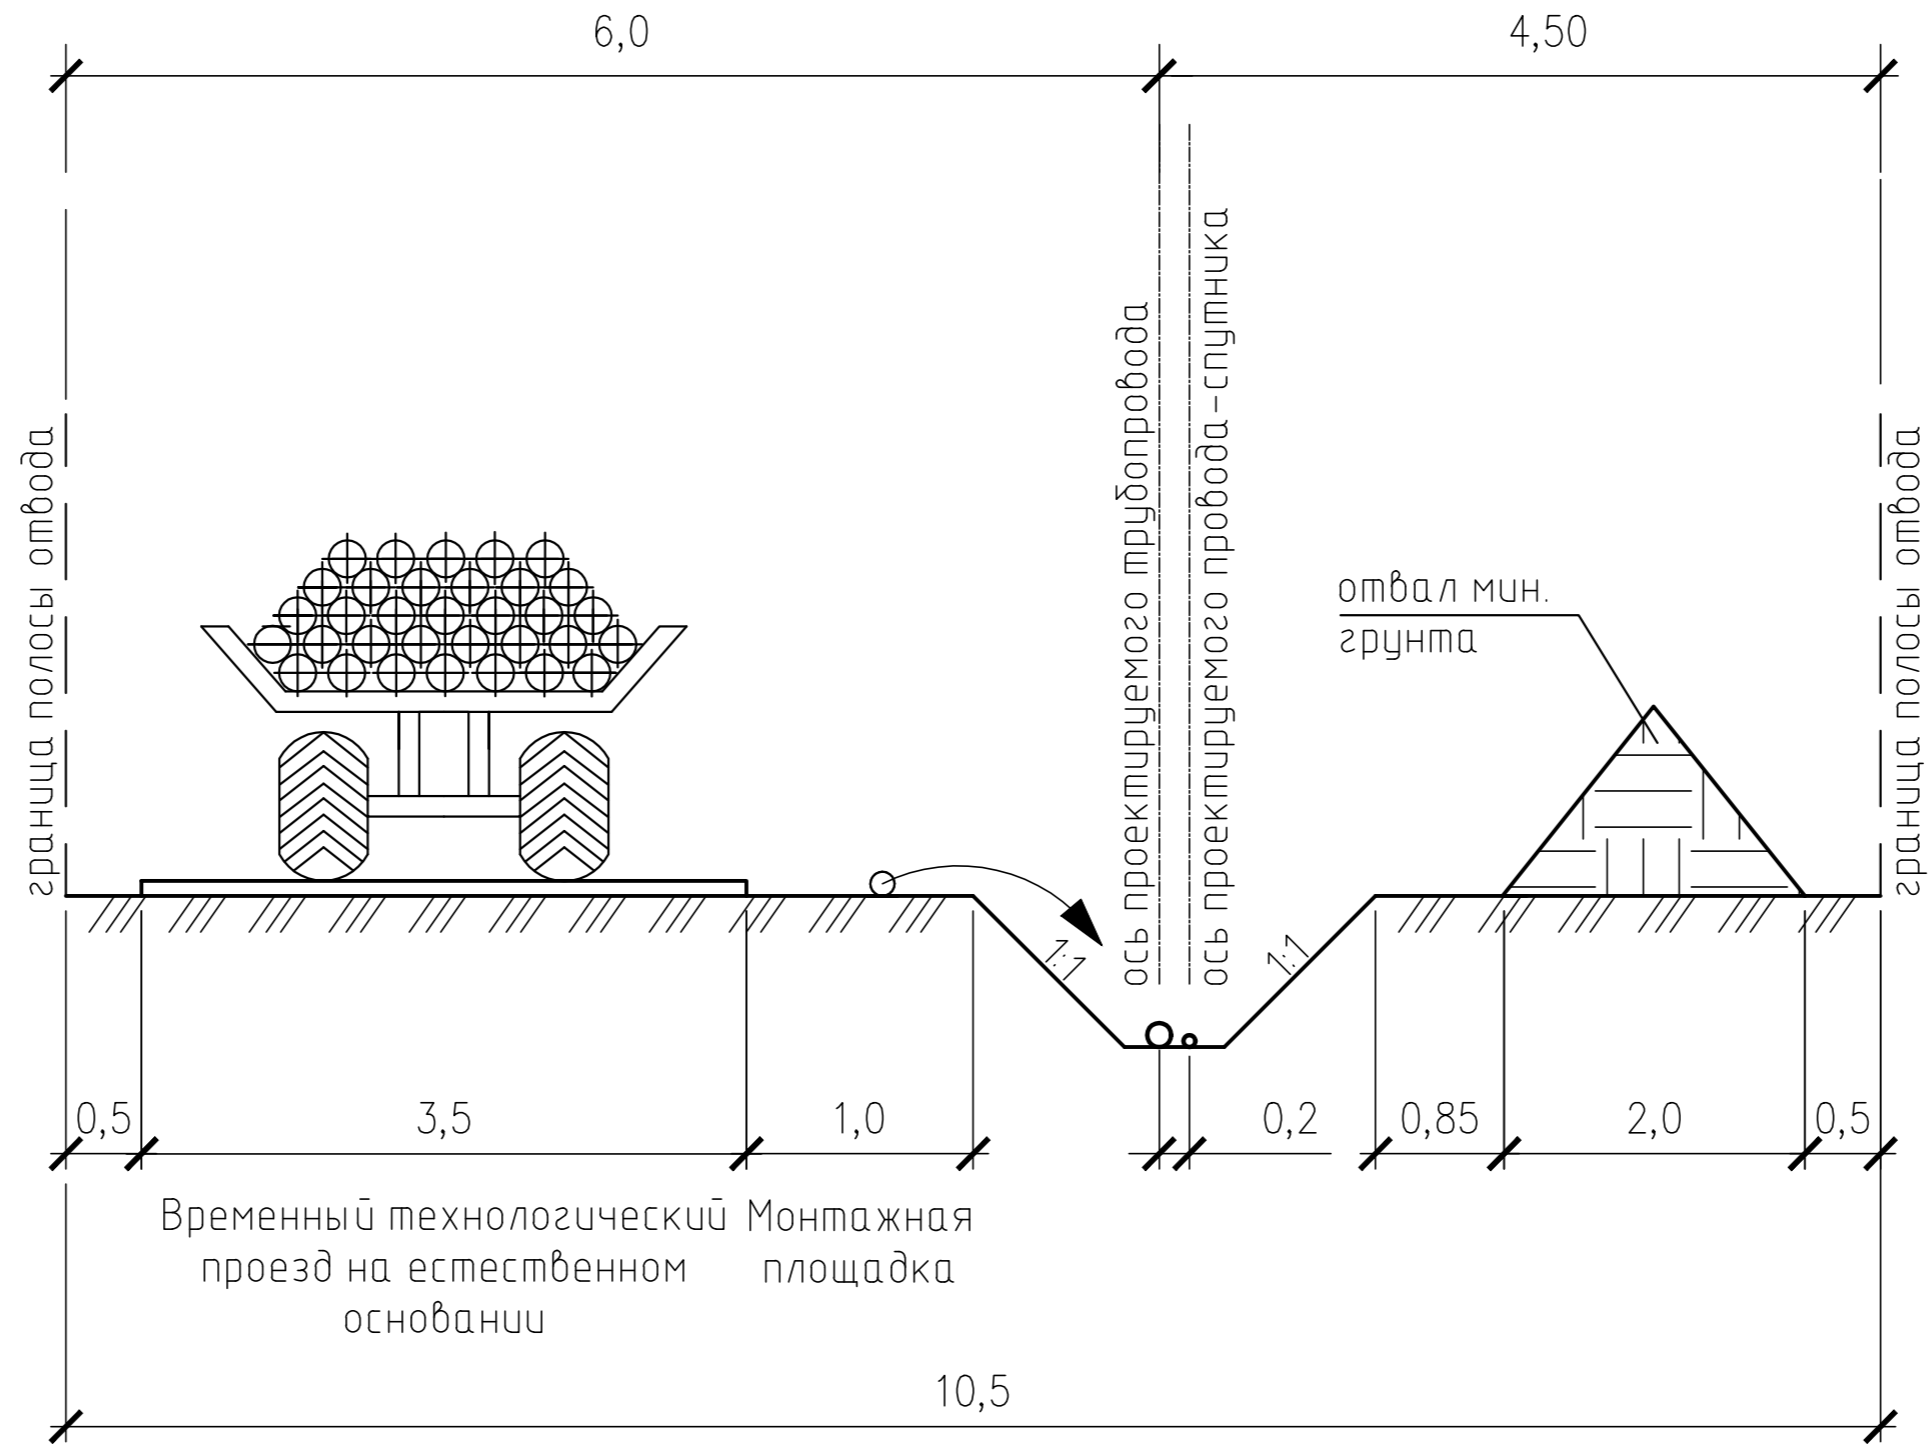 6,0
4,50
граница полосы отвода
ось проектируемого трубопровода
ось проектируемого провода-спутника
граница полосы отвода
отвал мин.
грунта
1:1
1:1
0,5
3,5
1,0
0,2
0,85
2,0
0,5
Временный технологический
проезд на естественном
основании
Монтажная
площадка
10,5